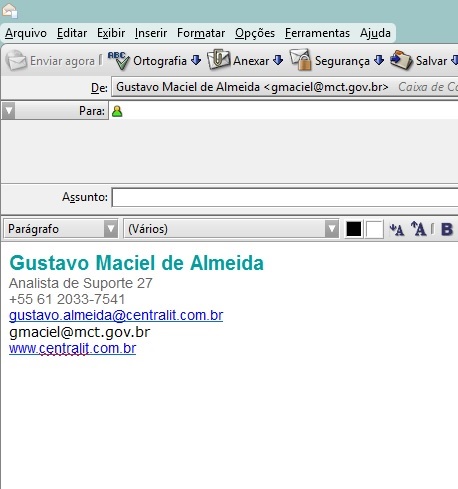 Arquivo Editar Exibir Inserir Formatar Opções Ferramentas Ajuda
Enviar agora ABC Ortografia Anexar Segurança Salvar
De: Gustavo Maciel de Almeida <gmaciel@mct.gov.br> Caixa de
Para:
Assunto:
Parágrafo (Vários) A A B
Gustavo Maciel de Almeida
Analista de Suporte 27
+55 61 2033-7541
gustavo.almeida@centralit.com.br
gmaciel@mct.gov.br
www.centralit.com.br